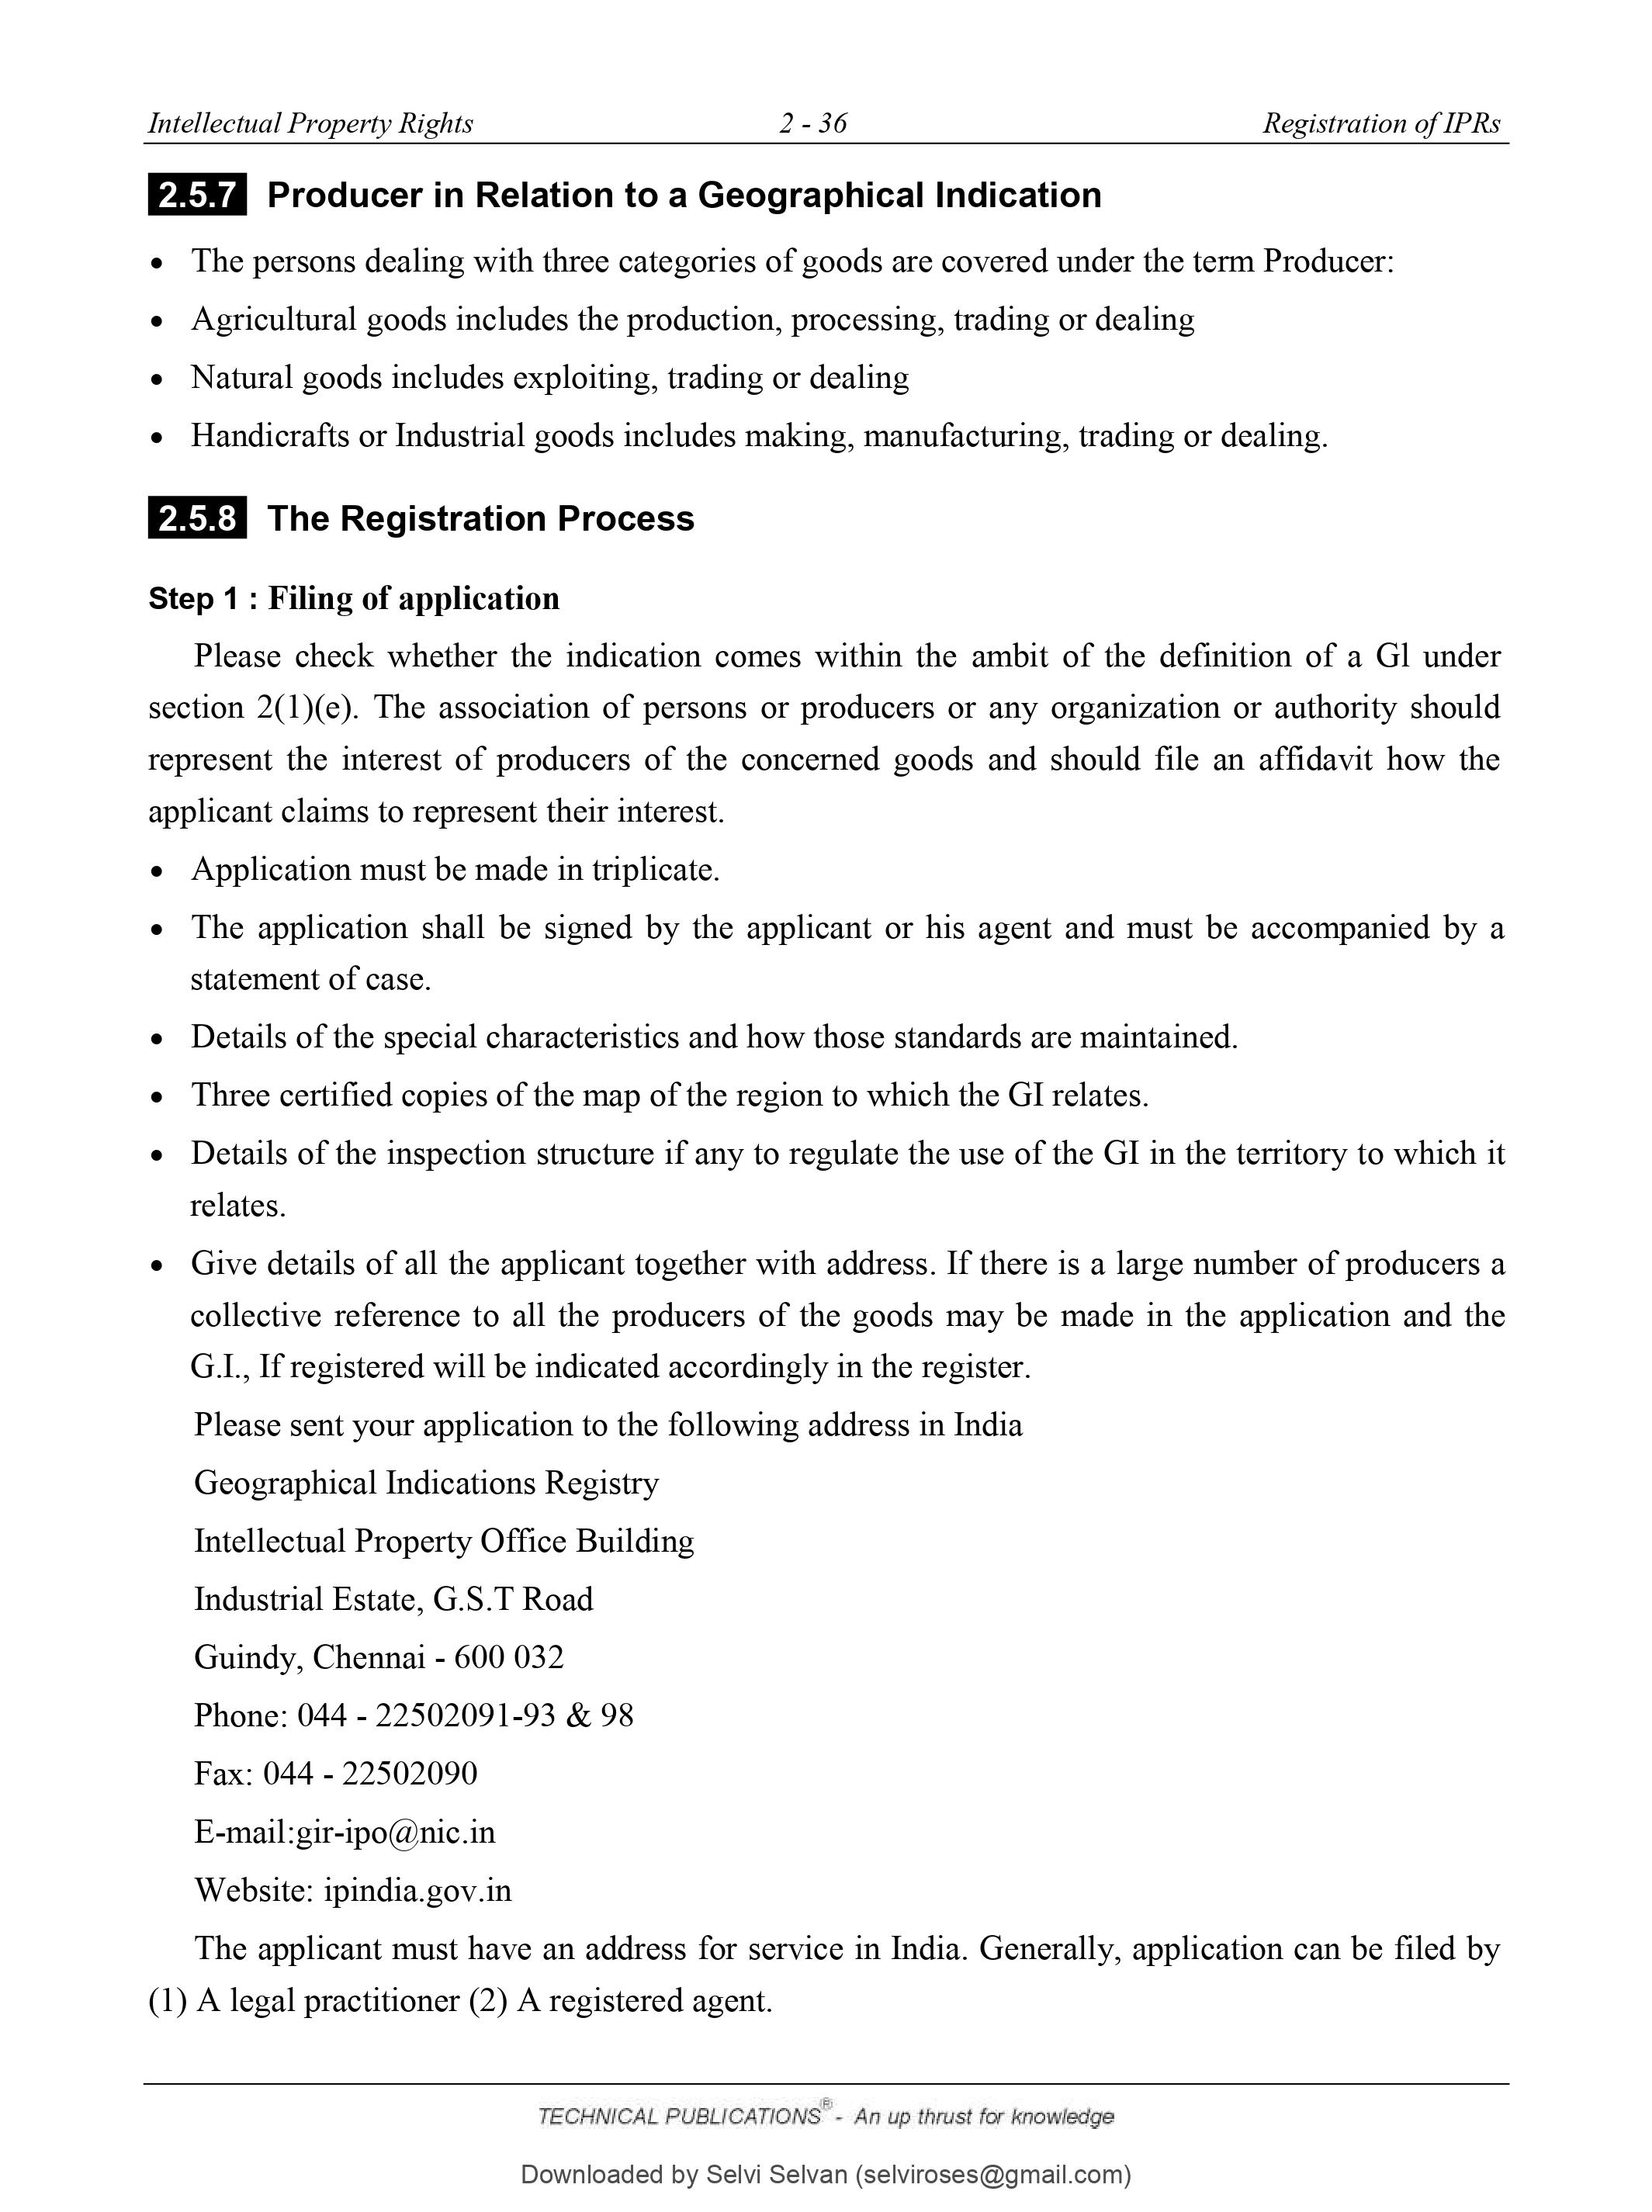 Intellectual Property Rights 2 - 36 Registration of IPRs
2.5.7 Producer in Relation to a Geographical Indication
• The persons dealing with three categories of goods are covered under the term Producer:
• Agricultural goods includes the production, processing, trading or dealing
• Natural goods includes exploiting, trading or dealing
• Handicrafts or Industrial goods includes making, manufacturing, trading or dealing.
2.5.8 The Registration Process
Step 1 : Filing of application
Please check whether the indication comes within the ambit of the definition of a Gl under
section 2(1)(e). The association of persons or producers or any organization or authority should
represent the interest of producers of the concerned goods and should file an affidavit how the
applicant claims to represent their interest.
• Application must be made in triplicate.
• The application shall be signed by the applicant or his agent and must be accompanied by a
statement of case.
• Details of the special characteristics and how those standards are maintained.
• Three certified copies of the map of the region to which the GI relates.
• Details of the inspection structure if any to regulate the use of the GI in the territory to which it
relates.
• Give details of all the applicant together with address. If there is a large number of producers a
collective reference to all the producers of the goods may be made in the application and the
G.I., If registered will be indicated accordingly in the register.
Please sent your application to the following address in India
Geographical Indications Registry
Intellectual Property Office Building
Industrial Estate, G.S.T Road
Guindy, Chennai - 600 032
Phone: 044 - 22502091-93 & 98
Fax: 044 - 22502090
E-mail:gir-ipo@nic.in
Website: ipindia.gov.in
The applicant must have an address for service in India. Generally, application can be filed by
(1) A legal practitioner (2) A registered agent.
TECHNICAL PUBLICATIONS® - An up thrust for knowledge
Downloaded by Selvi Selvan (selviroses@gmail.com)